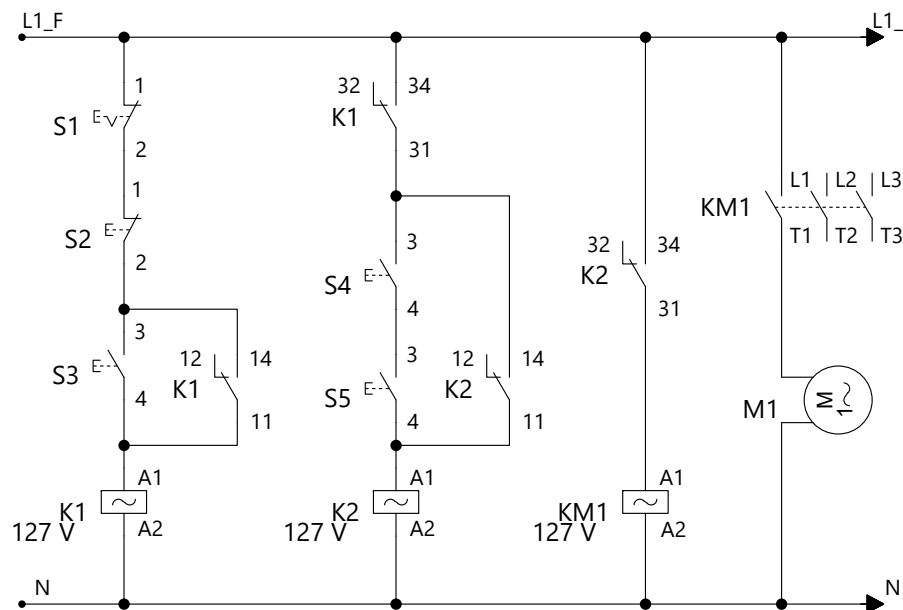 L1_F L1_
1 32 34
S1 K1
2 31
1 L1 L2 L3
KM1
S2 T1 T2 T3
2 3 32 34
S4 K2
3 4 31
12 14 3 12 14
S3 K1 S5 K2 M1 M 1~
4 11 4 11
A1 A1 A1
K1 K2 KM1
127 V A2 127 V A2 127 V A2
N N